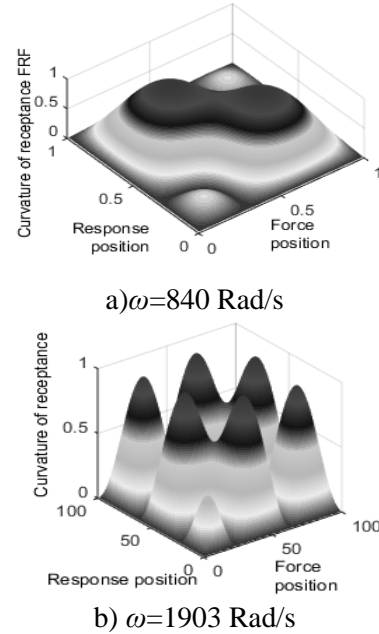 Curvature of receptance FRF
1
0.5
0
1
0.5
0
0
0.5
1
Response position
Force position
a)ω=840 Rad/s
Curvature of receptance
1
0.5
0
100
50
0
0
50
100
Response position
Force position
b) ω=1903 Rad/s